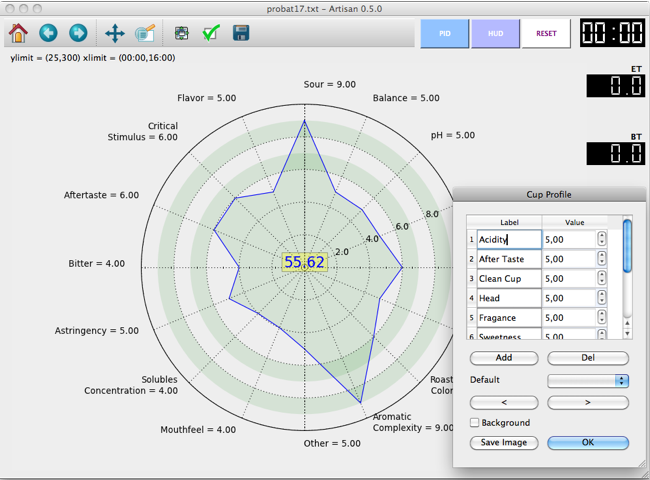 probat17.txt – Artisan 0.5.0
PID
HUD
RESET
00:00
ylimit = (25,300) xlimit = (00:00,16:00)
ET
0.0
BT
0.0
Sour = 9.00
Flavor = 5.00
Balance = 5.00
Critical
Stimulus = 6.00
pH = 5.00
Aftertaste = 6.00
8.0
6.0
4.0
2.0
55.62
Bitter = 4.00
Astringency = 5.00
Solubles
Concentration = 4.00
Roast
Color
Mouthfeel = 4.00
Aromatic
Complexity = 9.00
Other = 5.00
Cup Profile
Label Value
1 Acidity 5,00
2 After Taste 5,00
3 Clean Cup 5,00
4 Head 5,00
5 Fragance 5,00
6 Sweetness 5,00
Add Del
Default
< >
Background
Save Image OK